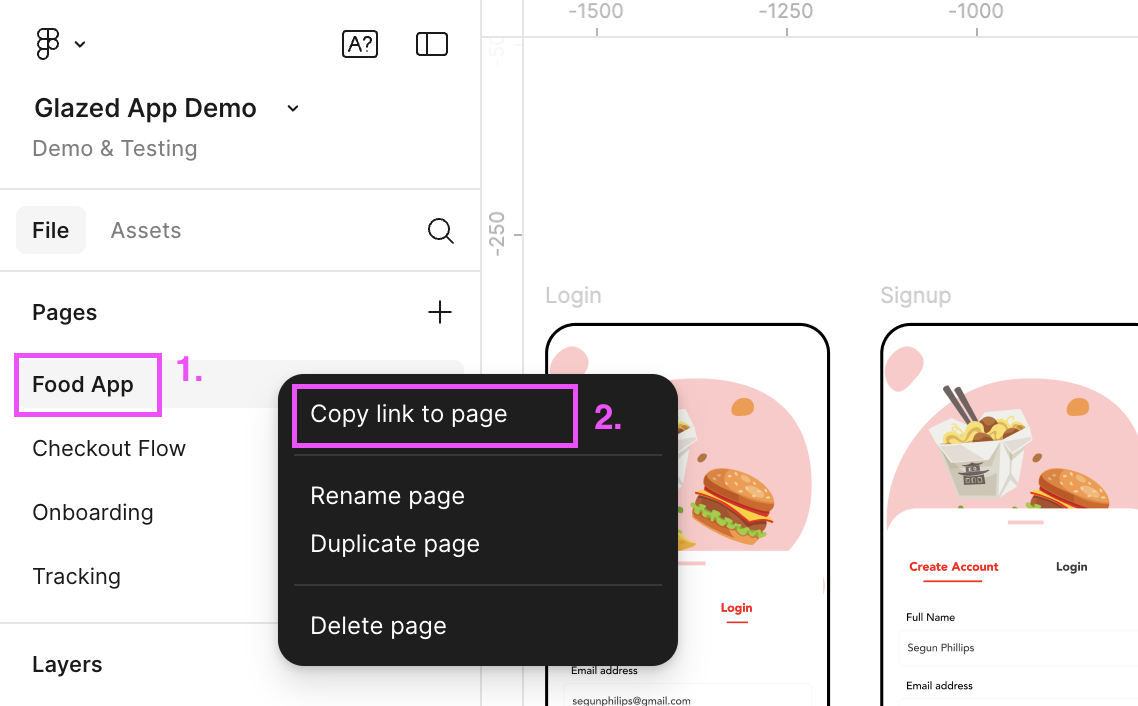 -1500 -1250 -1000
A?
Glazed App Demo
Demo & Testing
File Assets
-250
Pages
Login Signup
Food App 1.
Copy link to page 2.
Checkout Flow
Rename page
Onboarding
Duplicate page
Tracking
Delete page
Create Account Login
Login
Full Name
Segun Phillips
Layers
Email address
segunphilips@gmail.com
Email address